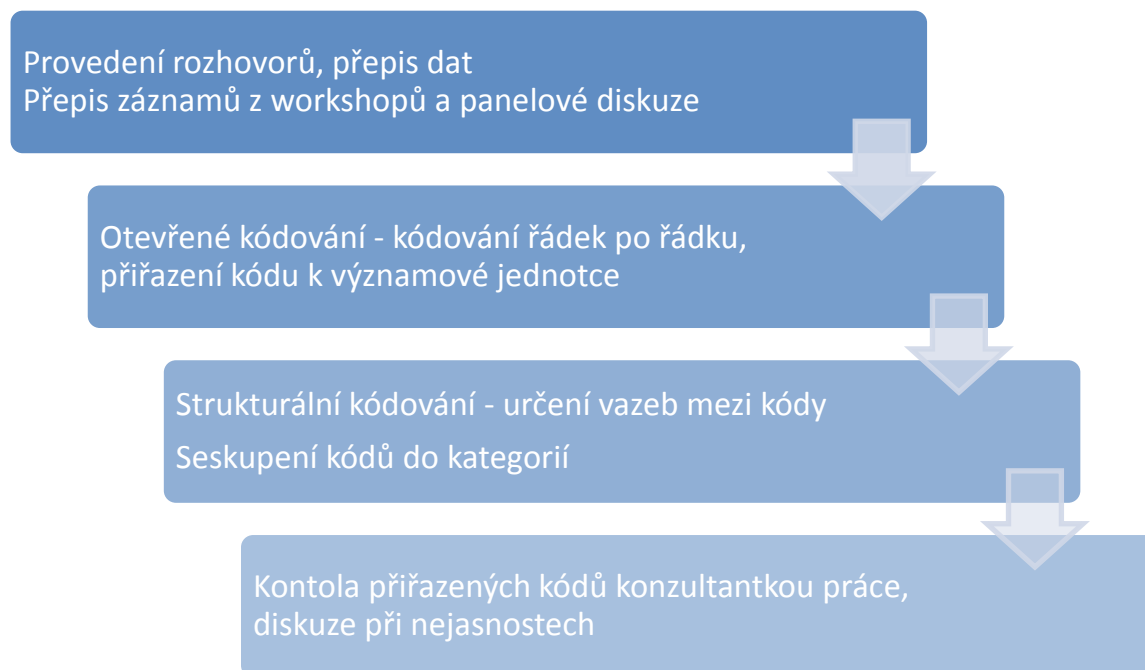 Provedení rozhovorů, přepis dat
Přepis záznamů z workshopů a panelové diskuze
Otevřené kódování - kódování řádek po řádku,
přiřazení kódu k významové jednotce
Strukturální kódování - určení vazeb mezi kódy
Seskupení kódů do kategorií
Kontola přiřazených kódů konzultantkou práce,
diskuze při nejasnostech